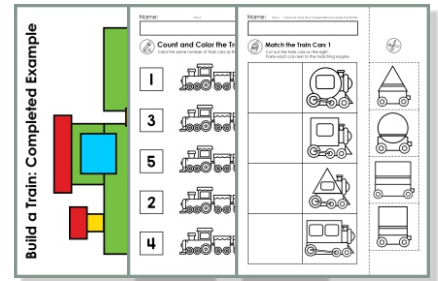 Build a Train: Completed Example
Name:
Count and Color the Tr
1
3
5
2
4
Name:
Match the Train Cars 1
Cut out the train cars on the right.
Paste each car next to the matching engine.